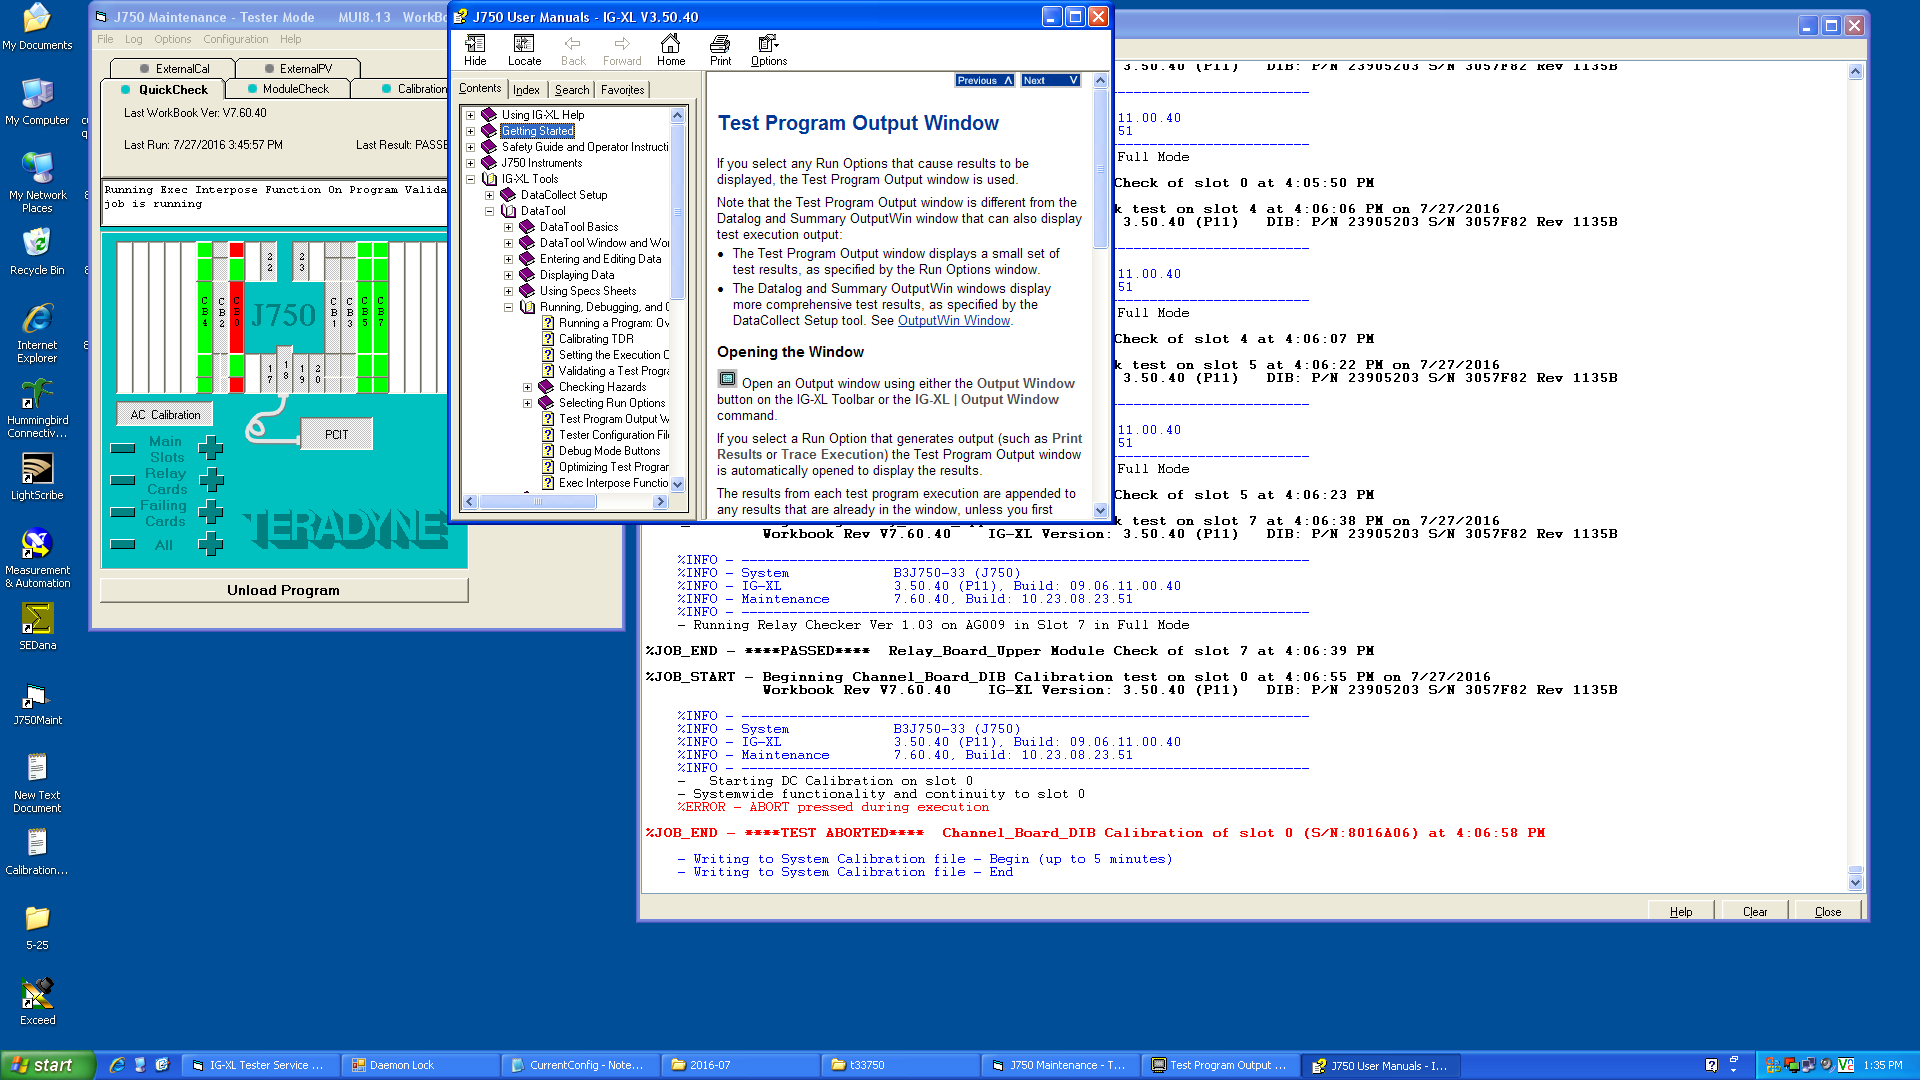 My Documents
My Computer
My Network
Places
Recycle Bin
Internet
Explorer
Hummingbird
Connectiv...
LightScribe
Measurement
& Automation
SEDana
J750Maint
New Text
Document
Calibration...
5-25
Exceed
J750 Maintenance - Tester Mode MUI8.13
File Log Options Configuration Help
ExternalCal ExternalPV
QuickCheck ModuleCheck Calibration
Last WorkBook Ver: V7.60.40
Last Run: 7/27/2016 3:45:57 PM Last Result: PASSE
Running Exec Interpose Function On Program Valida
job is running
22 23
CB4 CB2 CB0 J750 CB1 CB3 CB5 CB7
17 18 19 20
AC Calibration
PCIT
Main
Slots
Relay
Cards
Failing
Cards
All
TERADYNE
Unload Program
J750 User Manuals - IG-XL V3.50.40
Hide Locate Back Forward Home Print Options
Contents Index Search Favorites
Using IG-XL Help
Getting Started
Safety Guide and Operator Instructi
J750 Instruments
IG-XL Tools
DataCollect Setup
DataTool
DataTool Basics
DataTool Window and Wor
Entering and Editing Data
Displaying Data
Using Specs Sheets
Running, Debugging, and
Running a Program: Ov
Calibrating TDR
Setting the Execution
Validating a Test Progra
Checking Hazards
Selecting Run Options
Test Program Output W
Tester Configuration File
Debug Mode Buttons
Optimizing Test Progran
Exec Interpose Functio
Previous Next
Test Program Output Window
If you select any Run Options that cause results to be
displayed, the Test Program Output window is used.
Note that the Test Program Output window is different from the
Datalog and Summary OutputWin window that can also display
test execution output:
• The Test Program Output window displays a small set of
test results, as specified by the Run Options window.
• The Datalog and Summary OutputWin windows display
more comprehensive test results, as specified by the
DataCollect Setup tool. See OutputWin Window.
Opening the Window
Open an Output window using either the Output Window
button on the IG-XL Toolbar or the IG-XL | Output Window
command.
If you select a Run Option that generates output (such as Print
Results or Trace Execution) the Test Program Output window
is automatically opened to display the results.
The results from each test program execution are appended to
any results that are already in the window, unless you first
3.50.40 (P11) DIB: P/N 23905203 S/N 3057F82 Rev 1135B
11.00.40
51
Full Mode
Check of slot 0 at 4:05:50 PM
k test on slot 4 at 4:06:06 PM on 7/27/2016
3.50.40 (P11) DIB: P/N 23905203 S/N 3057F82 Rev 1135B
11.00.40
51
Full Mode
Check of slot 4 at 4:06:07 PM
k test on slot 5 at 4:06:22 PM on 7/27/2016
3.50.40 (P11) DIB: P/N 23905203 S/N 3057F82 Rev 1135B
11.00.40
51
Full Mode
Check of slot 5 at 4:06:23 PM
k test on slot 7 at 4:06:38 PM on 7/27/2016
Workbook Rev V7.60.40 IG-XL Version: 3.50.40 (P11) DIB: P/N 23905203 S/N 3057F82 Rev 1135B
%INFO - ------------------------------------------------------------------------
%INFO - System B3J750-33 (J750)
%INFO - IG-XL 3.50.40 (P11), Build: 09.06.11.00.40
%INFO - Maintenance 7.60.40, Build: 10.23.08.23.51
%INFO - ------------------------------------------------------------------------
- Running Relay Checker Ver 1.03 on AG009 in Slot 7 in Full Mode
%JOB_END - ****PASSED**** Relay_Board_Upper Module Check of slot 7 at 4:06:39 PM
%JOB_START - Beginning Channel_Board_DIB Calibration test on slot 0 at 4:06:55 PM on 7/27/2016
Workbook Rev V7.60.40 IG-XL Version: 3.50.40 (P11) DIB: P/N 23905203 S/N 3057F82 Rev 1135B
%INFO - ------------------------------------------------------------------------
%INFO - System B3J750-33 (J750)
%INFO - IG-XL 3.50.40 (P11), Build: 09.06.11.00.40
%INFO - Maintenance 7.60.40, Build: 10.23.08.23.51
%INFO - ------------------------------------------------------------------------
- Starting DC Calibration on slot 0
- Systemwide functionality and continuity to slot 0
%ERROR - ABORT pressed during execution
%JOB_END - ****TEST ABORTED**** Channel_Board_DIB Calibration of slot 0 (S/N:8016A06) at 4:06:58 PM
- Writing to System Calibration file - Begin (up to 5 minutes)
- Writing to System Calibration file - End
Help Clear Close
start
IG-XL Tester Service ...
Daemon Lock
CurrentConfig - Note...
2016-07
t33750
J750 Maintenance - T...
Test Program Output ...
J750 User Manuals - I...
1:35 PM